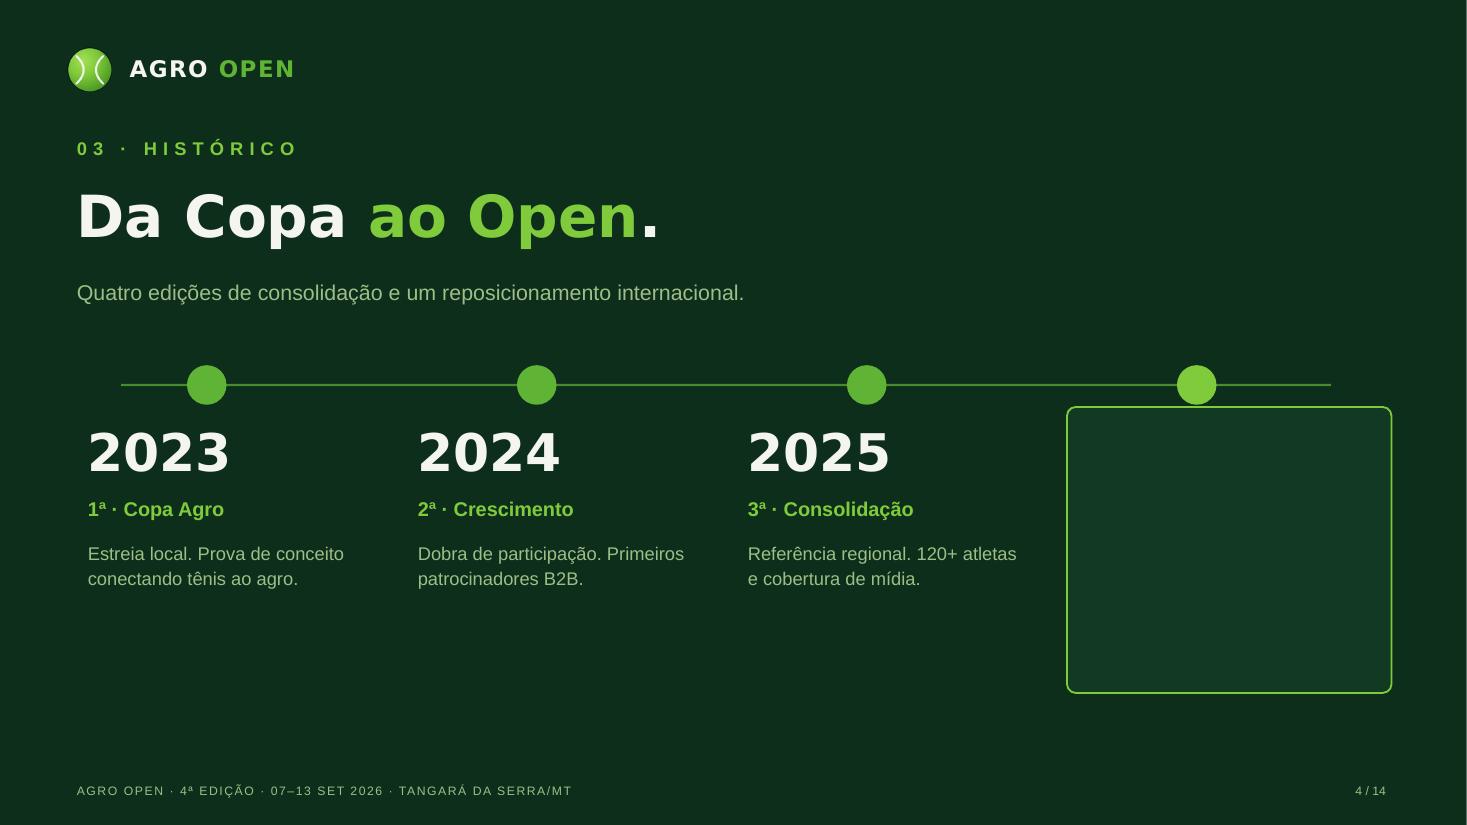 AGRO OPEN
03 · HISTÓRICO
Da Copa ao Open.
Quatro edições de consolidação e um reposicionamento internacional.
2023
1ª · Copa Agro
Estreia local. Prova de conceito
conectando tênis ao agro.
2024
2ª · Crescimento
Dobra de participação. Primeiros
patrocinadores B2B.
2025
3ª · Consolidação
Referência regional. 120+ atletas
e cobertura de mídia.
AGRO OPEN · 4ª EDIÇÃO · 07–13 SET 2026 · TANGARÁ DA SERRA/MT
4 / 14